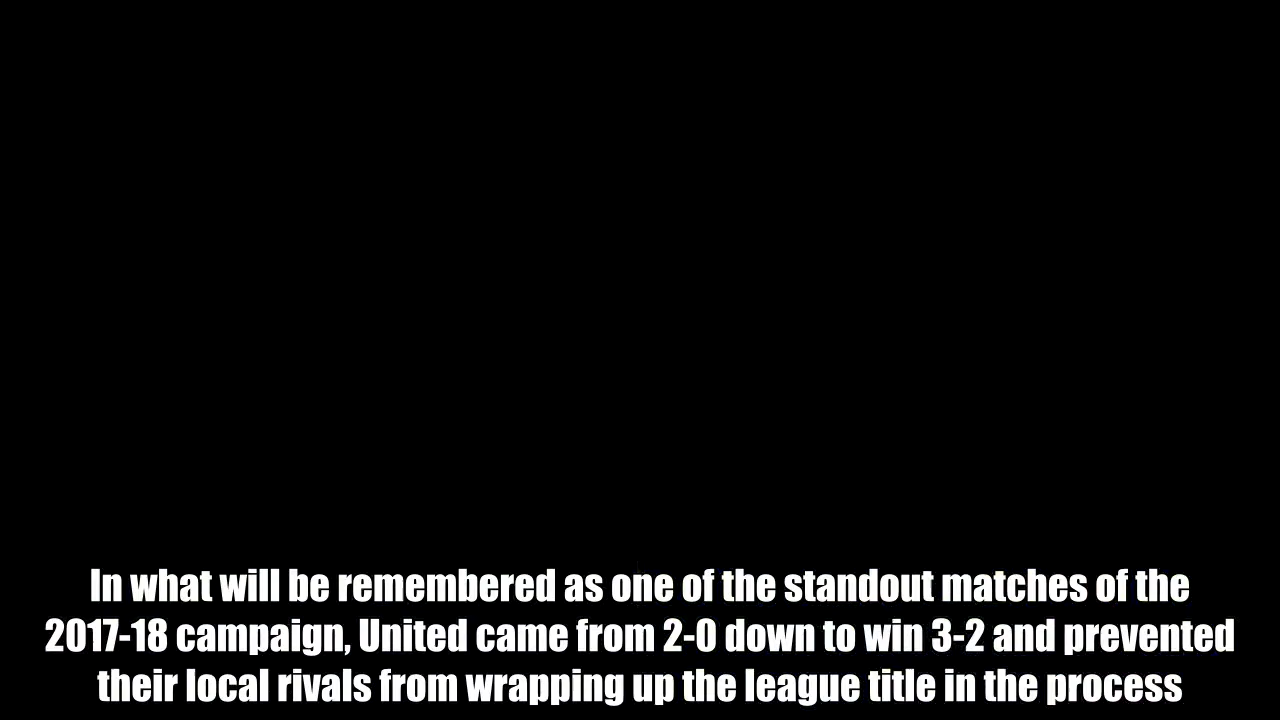 In what will be remembered as one of the standout matches of the
2017-18 campaign, United came from 2-0 down to win 3-2 and prevented
their local rivals from wrapping up the league title in the process